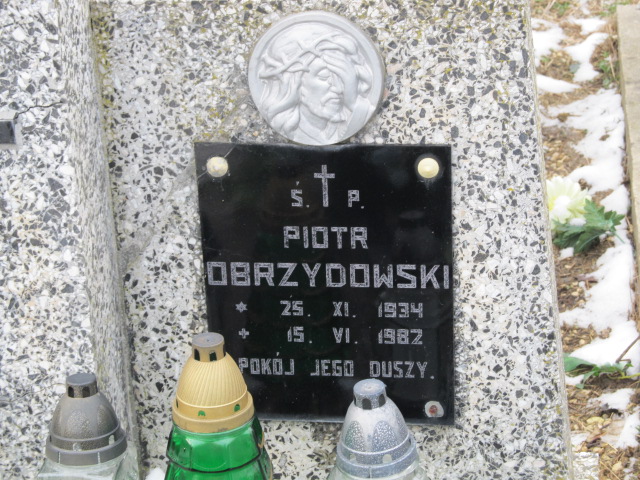 Ś. P.
PIOTR
OBRZYDOWSKI
* 25. XI. 1934
+ 15. VI. 1982
POKÓJ JEGO DUSZY.